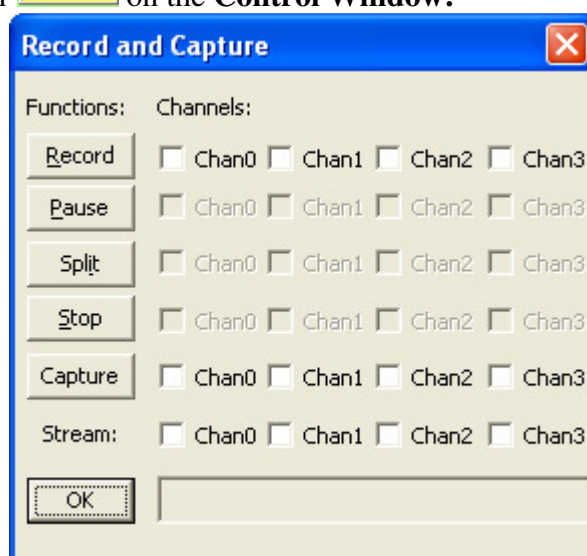 on the Control Window:
Record and Capture
Functions: Channels:
Record Chan0 Chan1 Chan2 Chan3
Pause Chan0 Chan1 Chan2 Chan3
Split Chan0 Chan1 Chan2 Chan3
Stop Chan0 Chan1 Chan2 Chan3
Capture Chan0 Chan1 Chan2 Chan3
Stream: Chan0 Chan1 Chan2 Chan3
OK